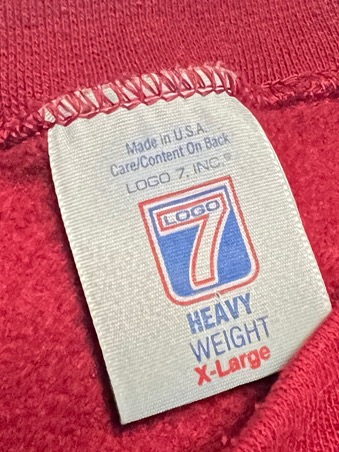 Made in U.S.A.
Care/Content On Back
LOGO 7, INC.®
LOGO
7
HEAVY
WEIGHT
X-Large